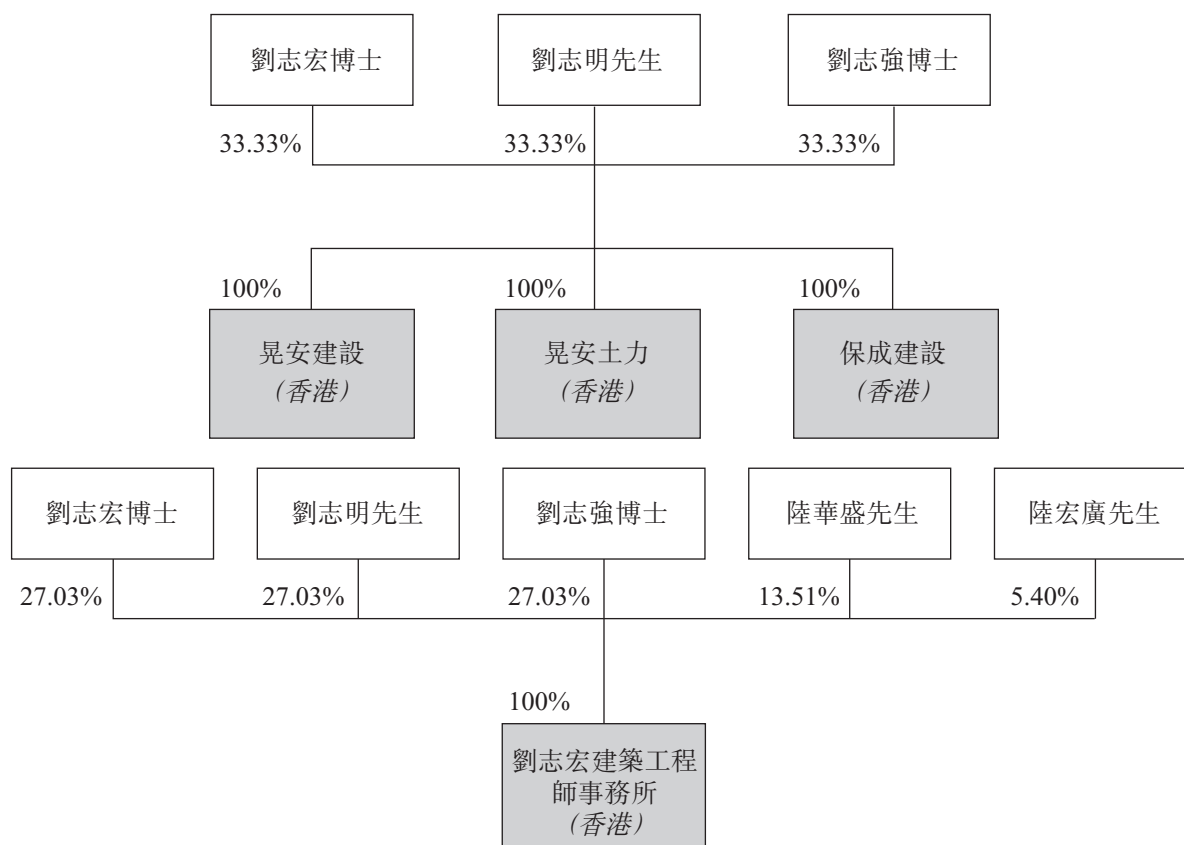 劉志宏博士
劉志明先生
劉志強博士
33.33%
33.33%
33.33%
100%
100%
100%
晃安建設
(香港)
晃安土力
(香港)
保成建設
(香港)
劉志宏博士
劉志明先生
劉志強博士
陸華盛先生
陸宏廣先生
27.03%
27.03%
27.03%
13.51%
5.40%
100%
劉志宏建築工程
師事務所
(香港)